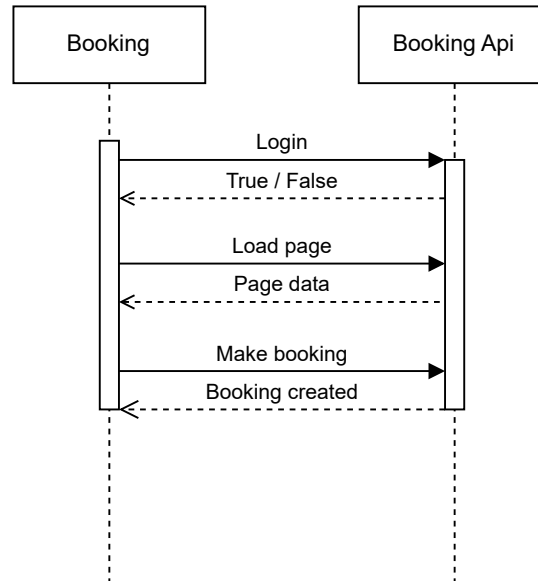 Booking
Booking Api
Login
True / False
Load page
Page data
Make booking
Booking created